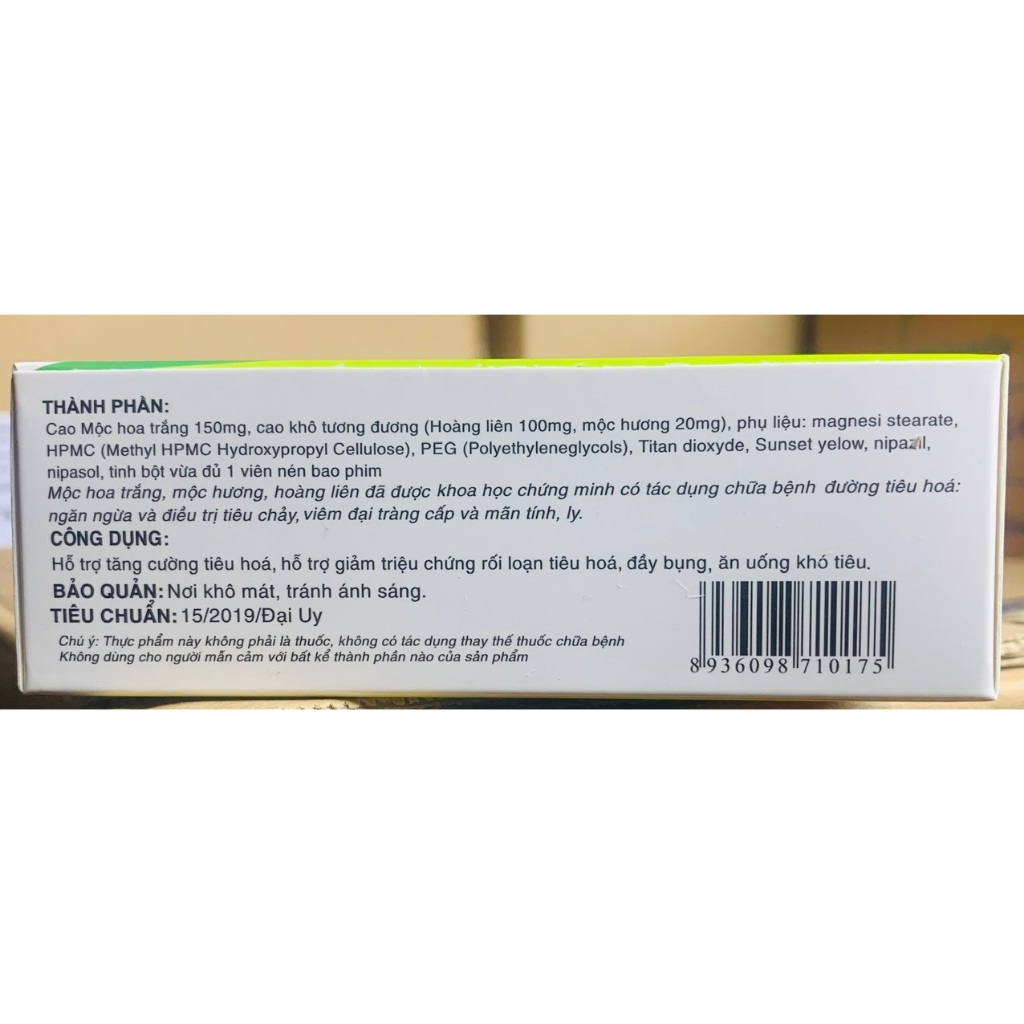 THÀNH PHẦN:
Cao Mộc hoa trắng 150mg, cao khô tương đương (Hoàng liên 100mg, mộc hương 20mg), phụ liệu: magnesi stearate,
HPMC (Methyl HPMC Hydroxypropyl Cellulose), PEG (Polyethyleneglycols), Titan dioxyde, Sunset yelow, nipazil,
nipasol, tinh bột vừa đủ 1 viên nén bao phim
Mộc hoa trắng, mộc hương, hoàng liên đã được khoa học chứng minh có tác dụng chữa bệnh đường tiêu hoá:
ngăn ngừa và điều trị tiêu chảy, viêm đại tràng cấp và mãn tính, ly.
CÔNG DỤNG:
Hỗ trợ tăng cường tiêu hoá, hỗ trợ giảm triệu chứng rối loạn tiêu hoá, đầy bụng, ăn uống khó tiêu.
BẢO QUẢN: Nơi khô mát, tránh ánh sáng.
TIÊU CHUẨN: 15/2019/Đại Uy
Chú ý: Thực phẩm này không phải là thuốc, không có tác dụng thay thế thuốc chữa bệnh
Không dùng cho người mẫn cảm với bất kể thành phần nào của sản phẩm
8 936098 710175